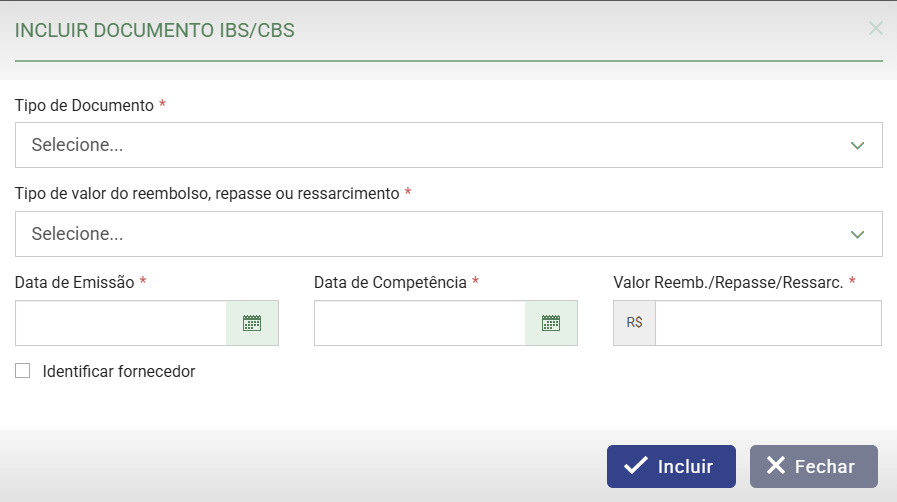 INCLUIR DOCUMENTO IBS/CBS
Tipo de Documento *
Selecione...
Tipo de valor do reembolso, repasse ou ressarcimento *
Selecione...
Data de Emissão * Data de Competência * Valor Reemb./Repasse/Ressarc. *
R$
Identificar fornecedor
Incluir Fechar